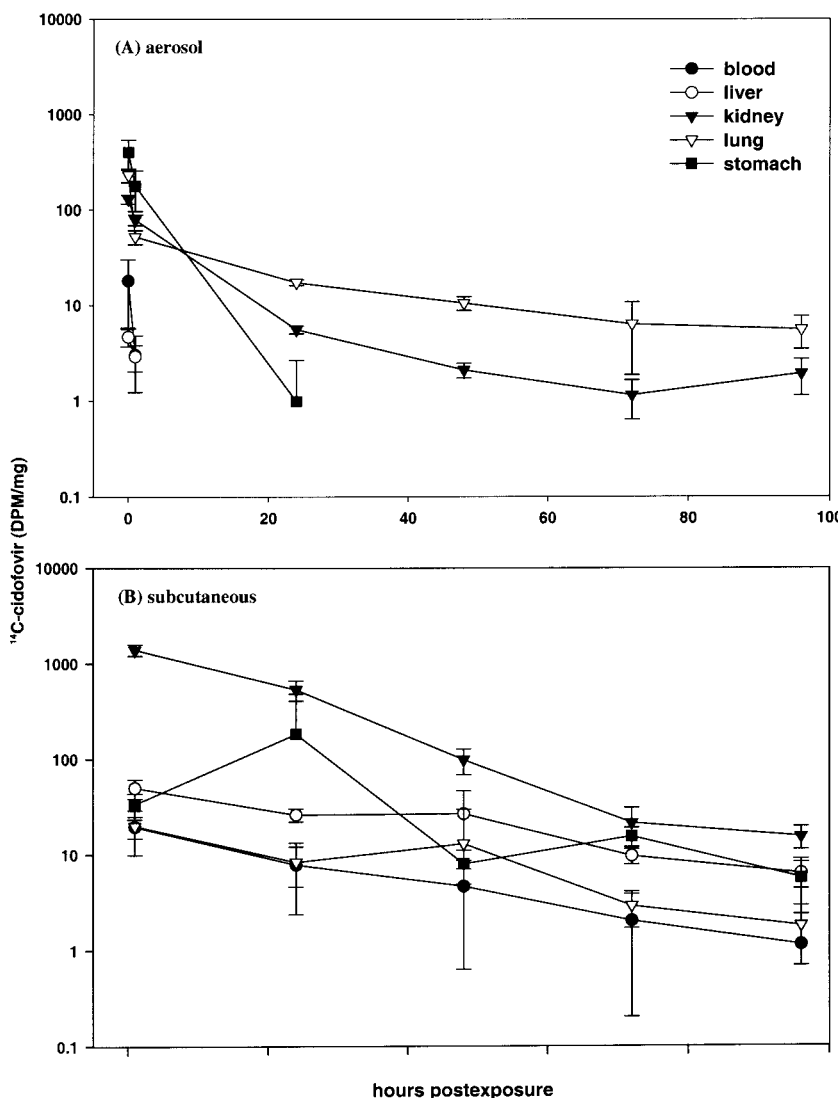 10000
(A) aerosol
blood
liver
kidney
lung
stomach
1000
100
10
1
0.1
0 20 40 60 80 100
¹⁴C-cidofovir (DPM/mg)
10000
(B) subcutaneous
1000
100
10
1
0.1
hours postexposure